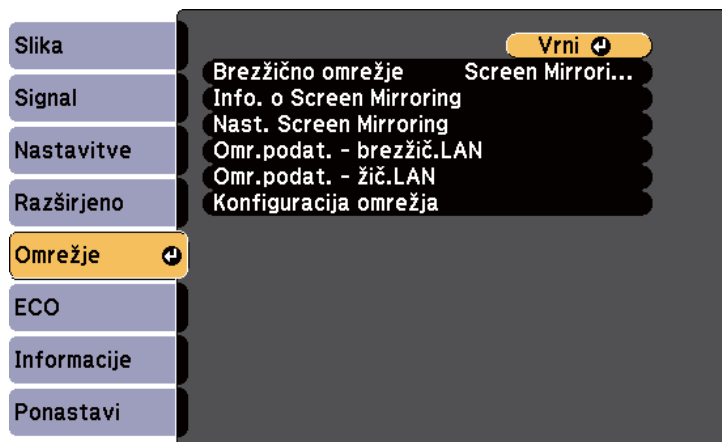 Slika
Signal
Nastavitve
Razširjeno
Omrežje
ECO
Informacije
Ponastavi
Vrni
Brezžično omrežje Screen Mirrori...
Info. o Screen Mirroring
Nast. Screen Mirroring
Omr.podat. - brezžič.LAN
Omr.podat. - žič.LAN
Konfiguracija omrežja